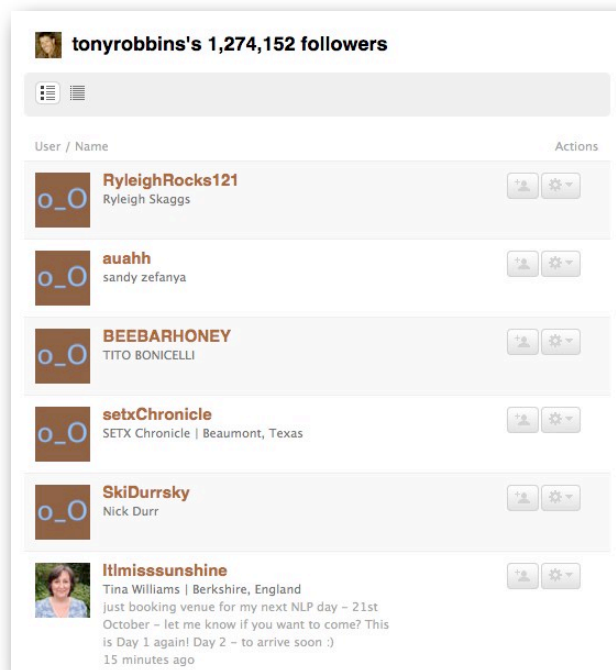 tonyrobbins's 1,274,152 followers
User / Name
Actions
o_O
RyleighRocks121
Ryleigh Skaggs
o_O
auahh
sandy zefanya
o_O
BEEBARHONEY
TITO BONICELLI
o_O
setxChronicle
SETX Chronicle | Beaumont, Texas
o_O
SkiDurrsky
Nick Durr
ltlmisssunshine
Tina Williams | Berkshire, England
just booking venue for my next NLP day – 21st
October – let me know if you want to come? This
is Day 1 again! Day 2 – to arrive soon :)
15 minutes ago